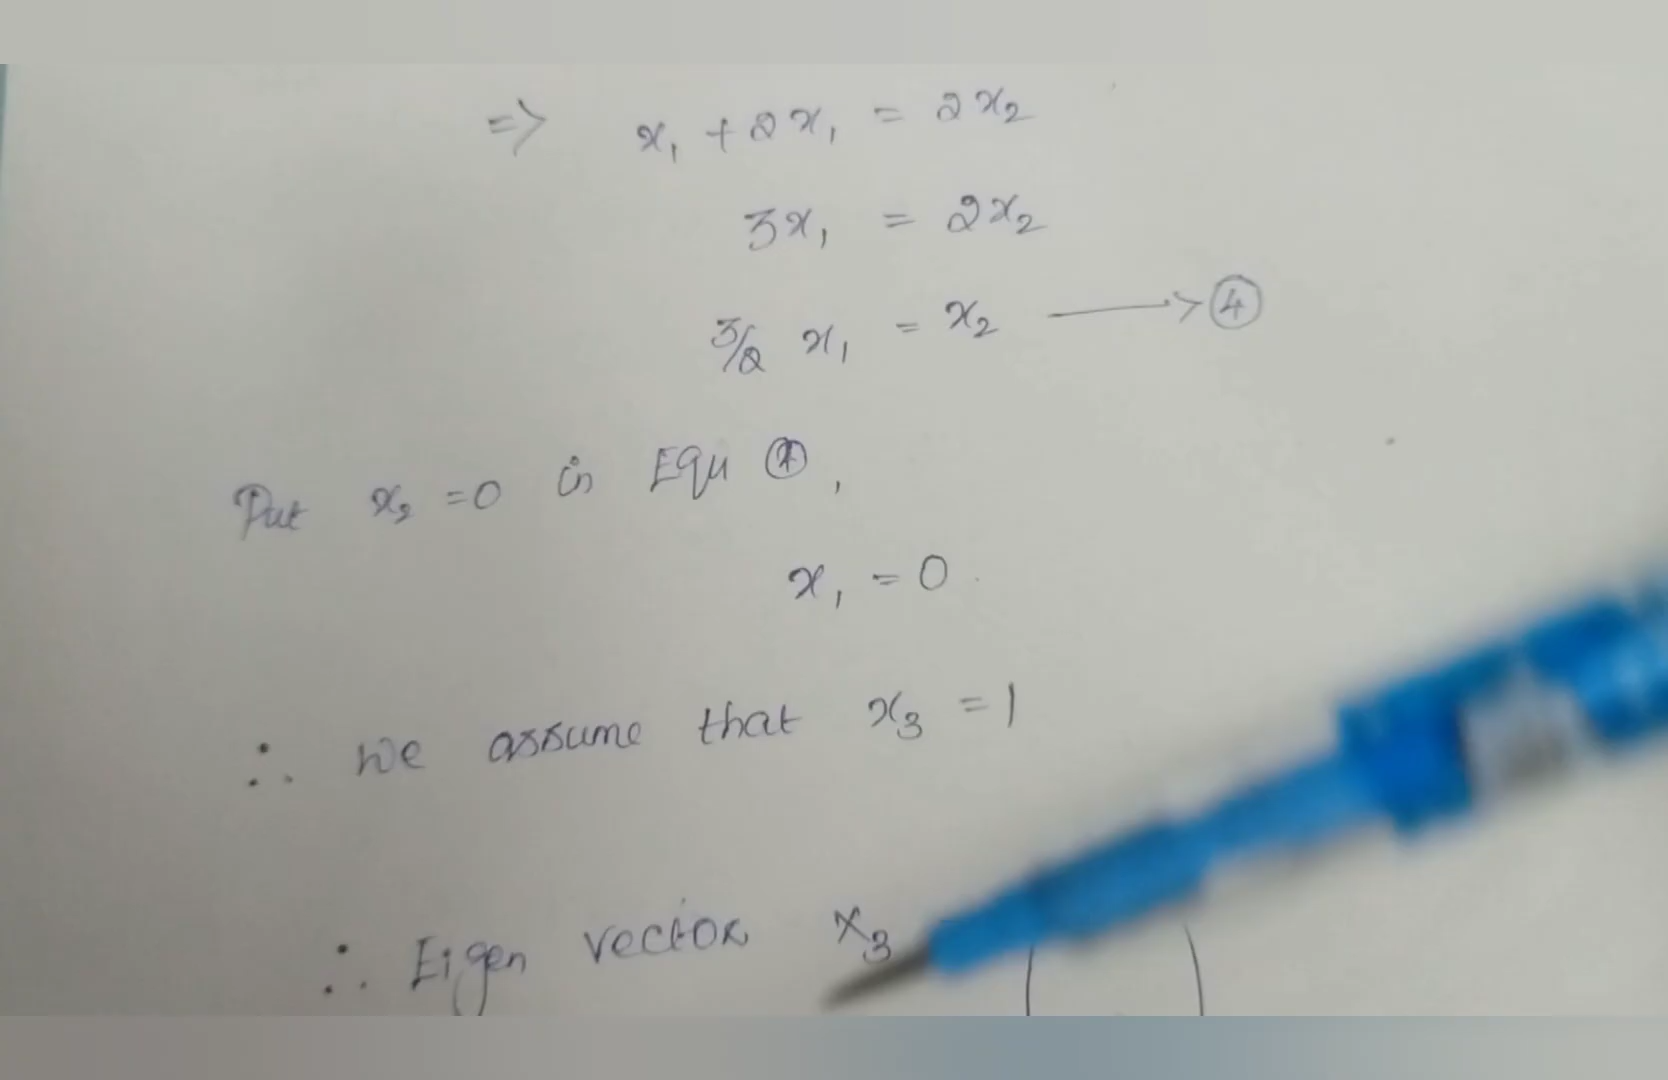 => x₁ + 2x₁ = 2x₂
3x₁ = 2x₂
3/2 x₁ = x₂ → ④
Put x₂ = 0 in Equ ④,
x₁ = 0
∴ we assume that x₃ = 1
∴ Eigen vector X₃